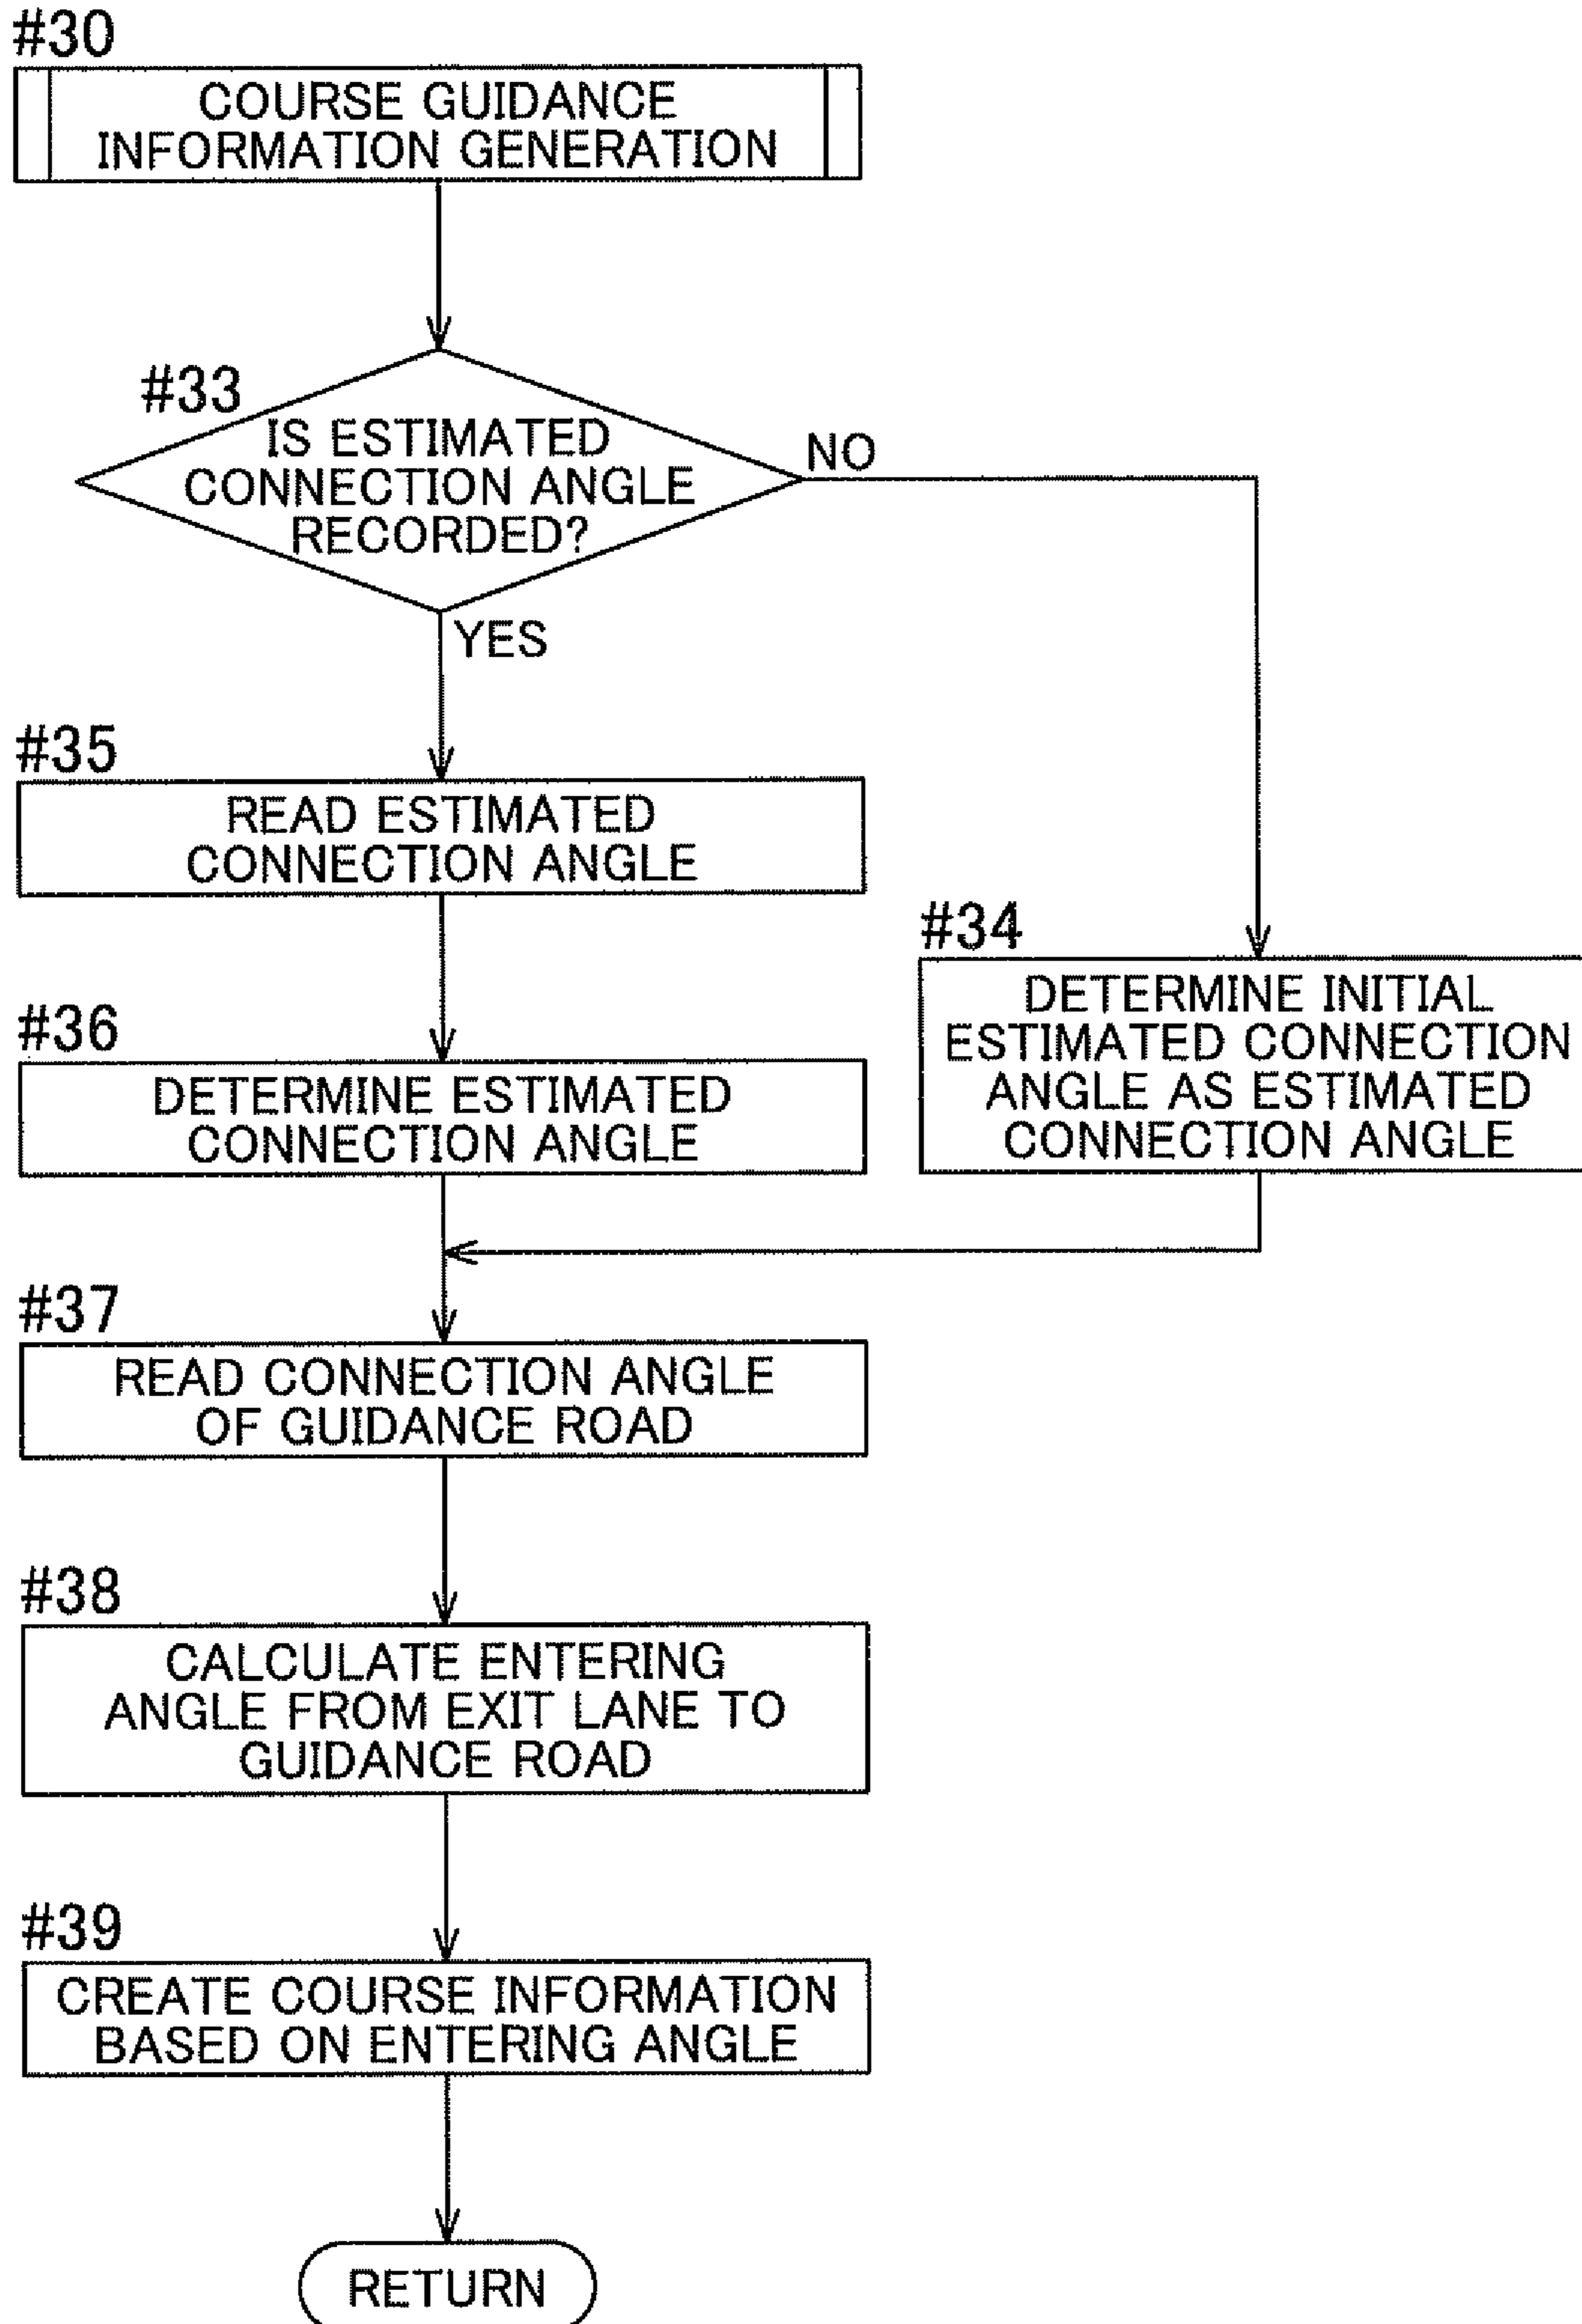 #30
COURSE GUIDANCE
INFORMATION GENERATION
#33
IS ESTIMATED
CONNECTION ANGLE
RECORDED?
NO
YES
#35
READ ESTIMATED
CONNECTION ANGLE
#34
DETERMINE INITIAL
ESTIMATED CONNECTION
ANGLE AS ESTIMATED
CONNECTION ANGLE
#36
DETERMINE ESTIMATED
CONNECTION ANGLE
#37
READ CONNECTION ANGLE
OF GUIDANCE ROAD
#38
CALCULATE ENTERING
ANGLE FROM EXIT LANE TO
GUIDANCE ROAD
#39
CREATE COURSE INFORMATION
BASED ON ENTERING ANGLE
RETURN